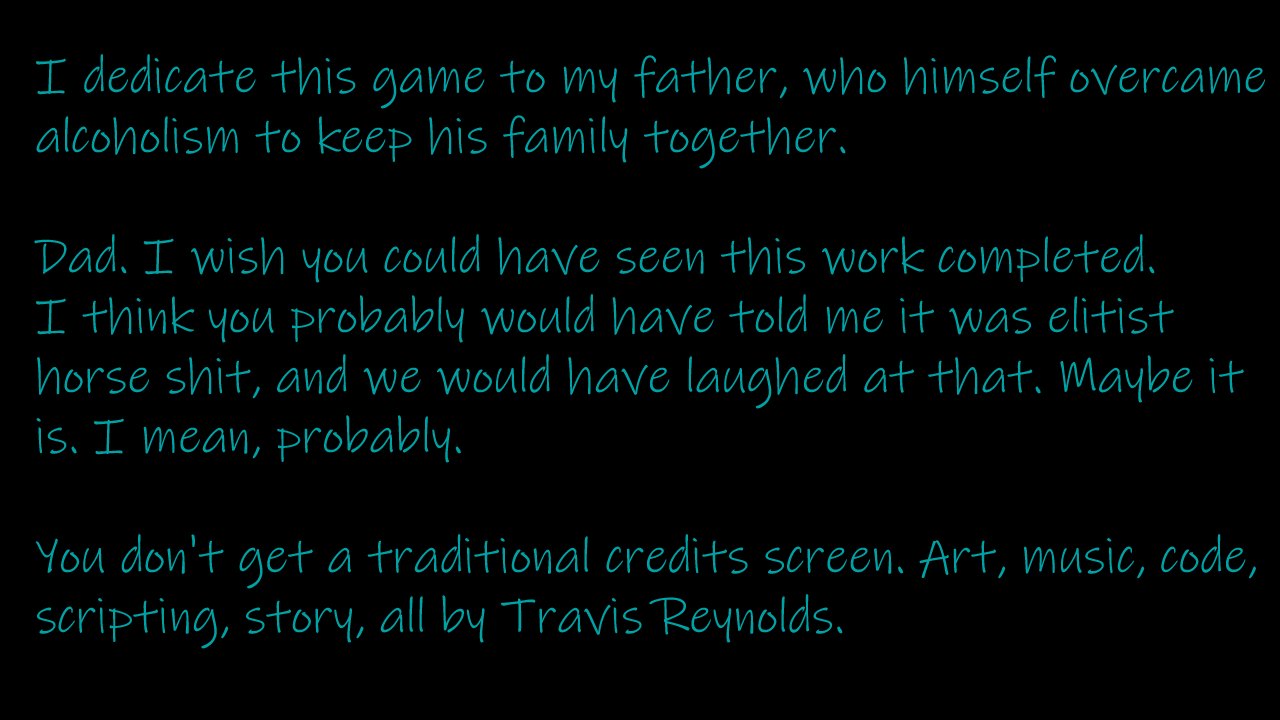 I dedicate this game to my father, who himself overcame
alcoholism to keep his family together.
Dad. I wish you could have seen this work completed.
I think you probably would have told me it was elitist
horse shit, and we would have laughed at that. Maybe it
is. I mean, probably.
You don't get a traditional credits screen. Art, music, code,
scripting, story, all by Travis Reynolds.